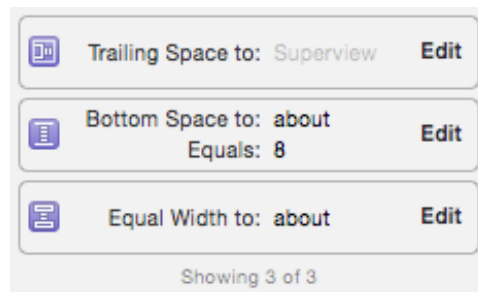 Trailing Space to: Superview Edit
Bottom Space to: about
Equals: 8 Edit
Equal Width to: about Edit
Showing 3 of 3